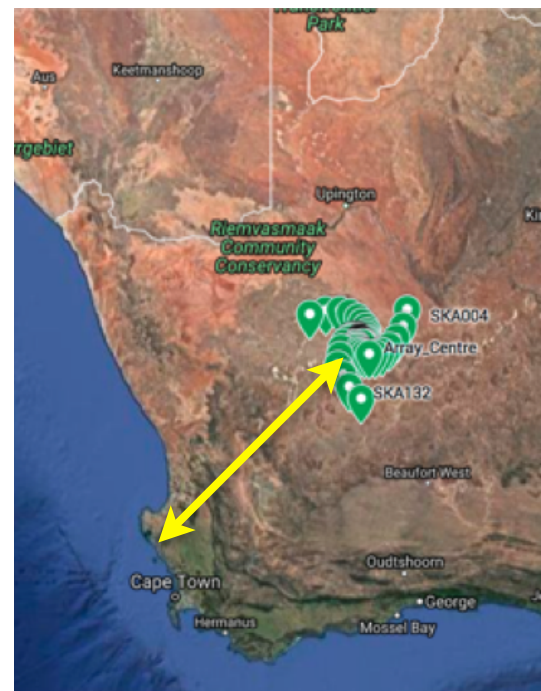 Park
Aus
Keetmanshoop
rgebiet
Upington
Riemvasmaak
Community
Conservancy
SKA004
Array_Centre
SKA132
Beaufort West
Oudtshoorn
Cape Town
George
Hermanus
Mossel Bay